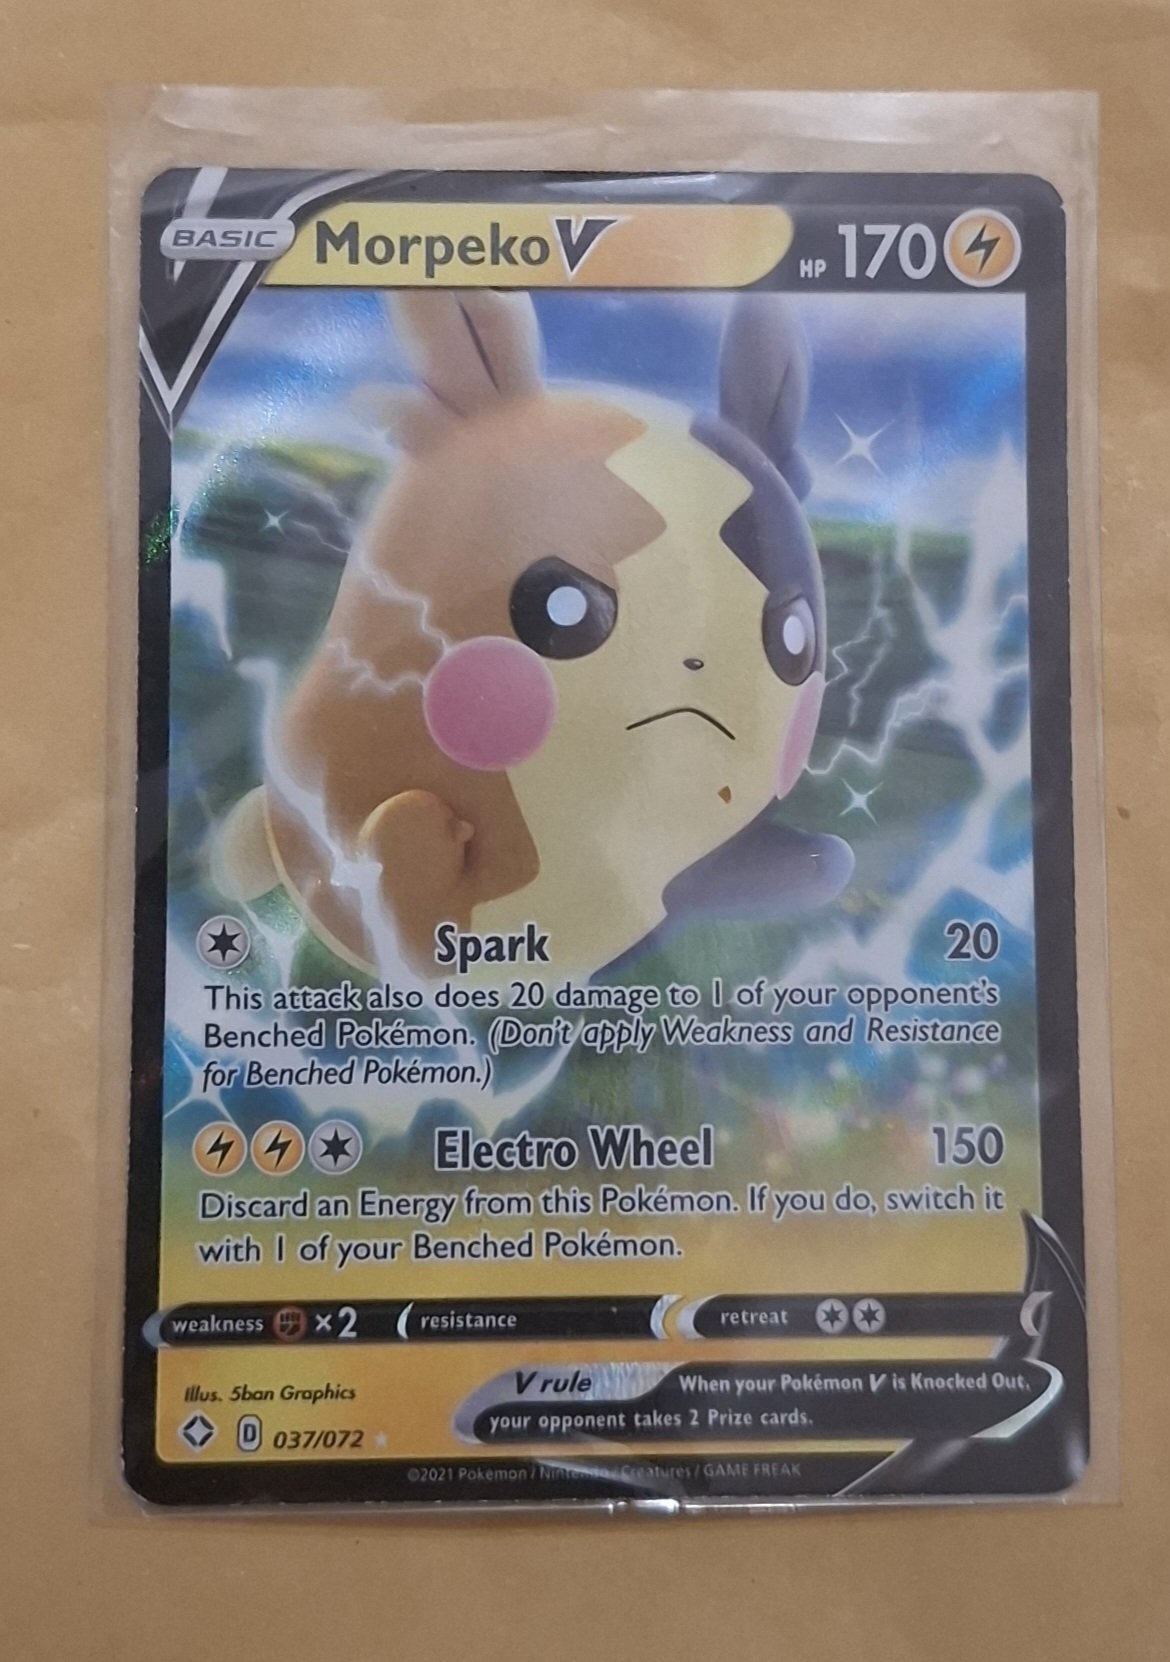 BASIC Morpeko V HP 170
Spark 20
This attack also does 20 damage to 1 of your opponent's
Benched Pokémon. (Don't apply Weakness and Resistance
for Benched Pokémon.)
Electro Wheel 150
Discard an Energy from this Pokémon. If you do, switch it
with 1 of your Benched Pokémon.
weakness ×2 resistance retreat
Illus. 5ban Graphics
V rule When your Pokémon V is Knocked Out,
your opponent takes 2 Prize cards.
D 037/072 ★
©2021 Pokémon / Nintendo / Creatures / GAME FREAK